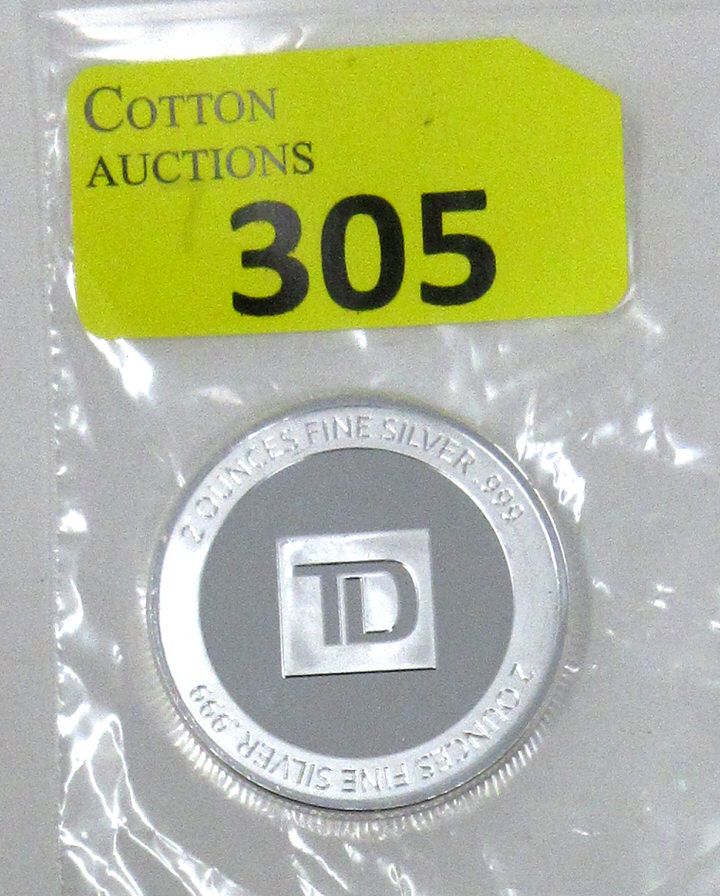 COTTON
AUCTIONS
305
2 OUNCES FINE SILVER .999
TD
2 OUNCES FINE SILVER .999